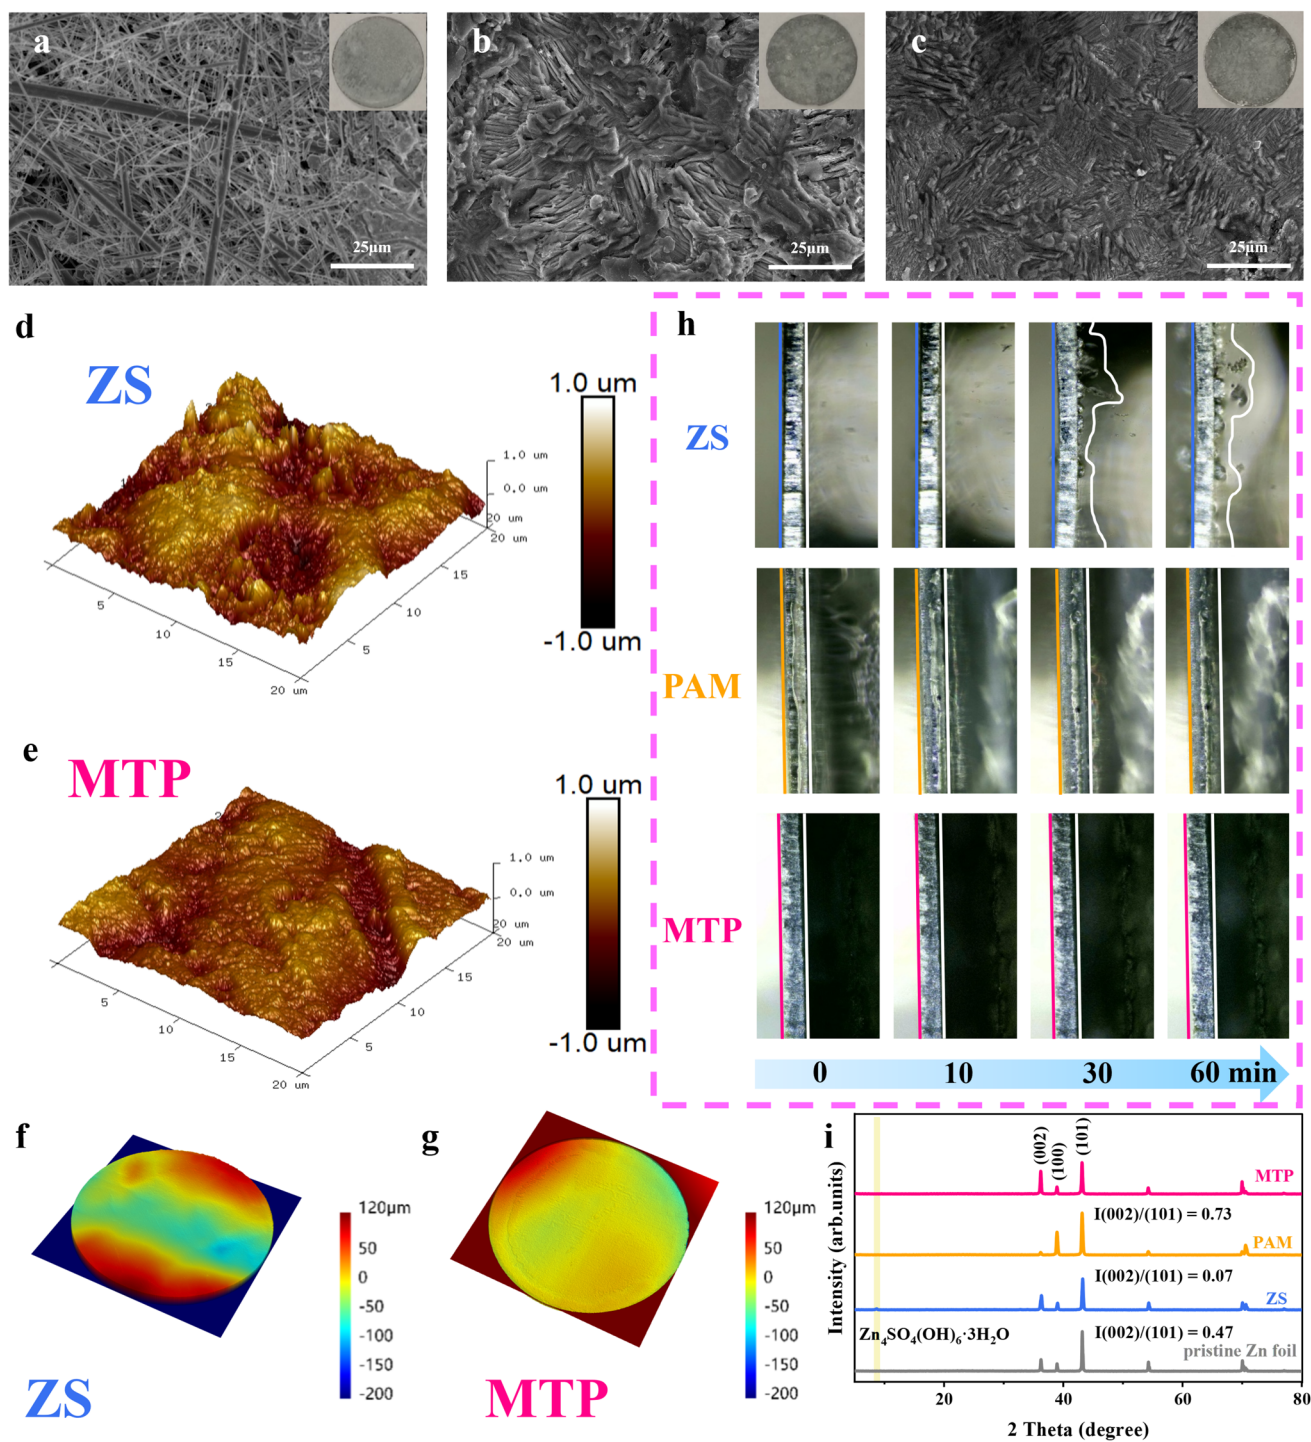 a
25μm
b
25μm
c
25μm
d
ZS
1.0 um
-1.0 um
1.0 um
0.0 um
20 um
20 um
15
10
5
5
10
15
20 um
e
MTP
1.0 um
-1.0 um
1.0 um
0.0 um
20 um
20 um
15
10
5
5
10
15
20 um
h
ZS
PAM
MTP
0 10 30 60 min
f
120μm
50
0
-50
-100
-200
ZS
g
120μm
50
0
-50
-100
-200
MTP
i
(002)
(100)
(101)
MTP
I(002)/(101) = 0.73
PAM
I(002)/(101) = 0.07
ZS
I(002)/(101) = 0.47
Zn4SO4(OH)6·3H2O
pristine Zn foil
Intensity (arb.units)
20 40 60 80
2 Theta (degree)